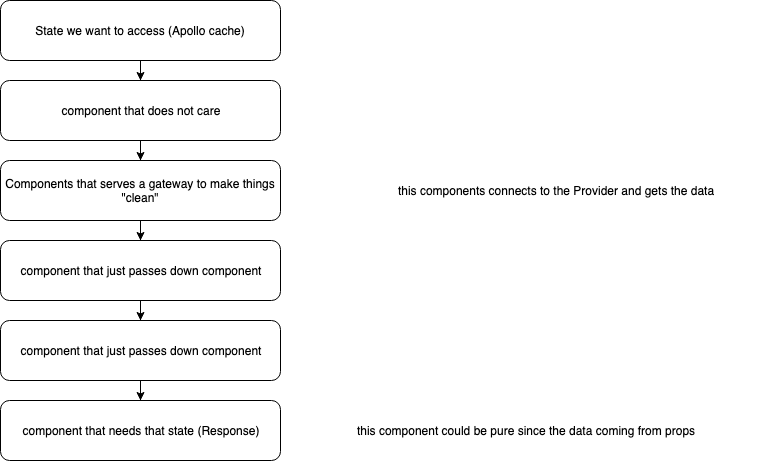 State we want to access (Apollo cache)
component that does not care
Components that serves a gateway to make things
"clean"
this components connects to the Provider and gets the data
component that just passes down component
component that just passes down component
component that needs that state (Response)
this component could be pure since the data coming from props